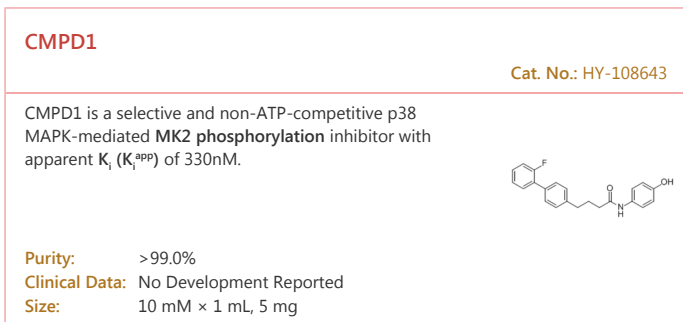 CMPD1
Cat. No.: HY-108643
CMPD1 is a selective and non-ATP-competitive p38
MAPK-mediated MK2 phosphorylation inhibitor with
apparent Kᵢ (Kᵢᵃᵖᵖ) of 330nM.
F
O
N
H
OH
Purity: >99.0%
Clinical Data: No Development Reported
Size: 10 mM × 1 mL, 5 mg